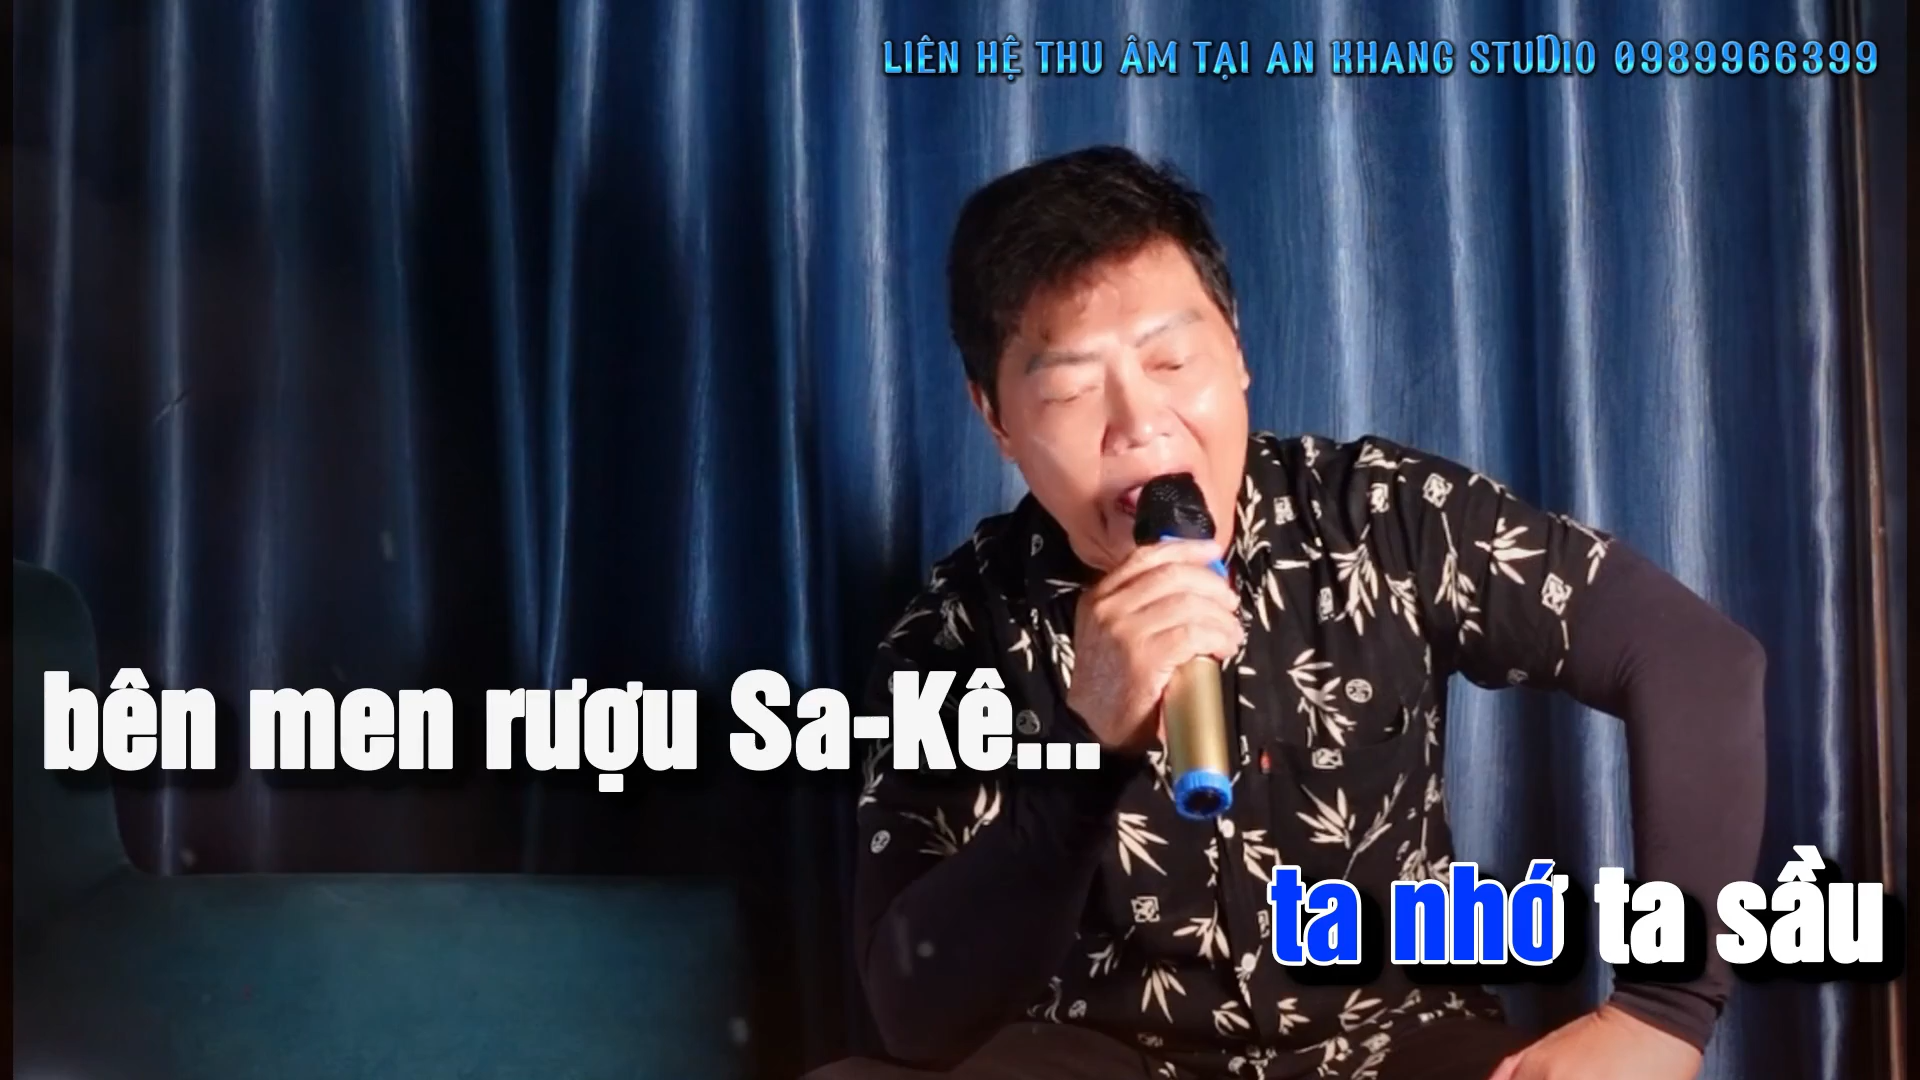 LIÊN HỆ THU ÂM TẠI AN KHANG STUDIO 0989966399
bên men rượu Sa-Kê...
ta nhớ ta sầu